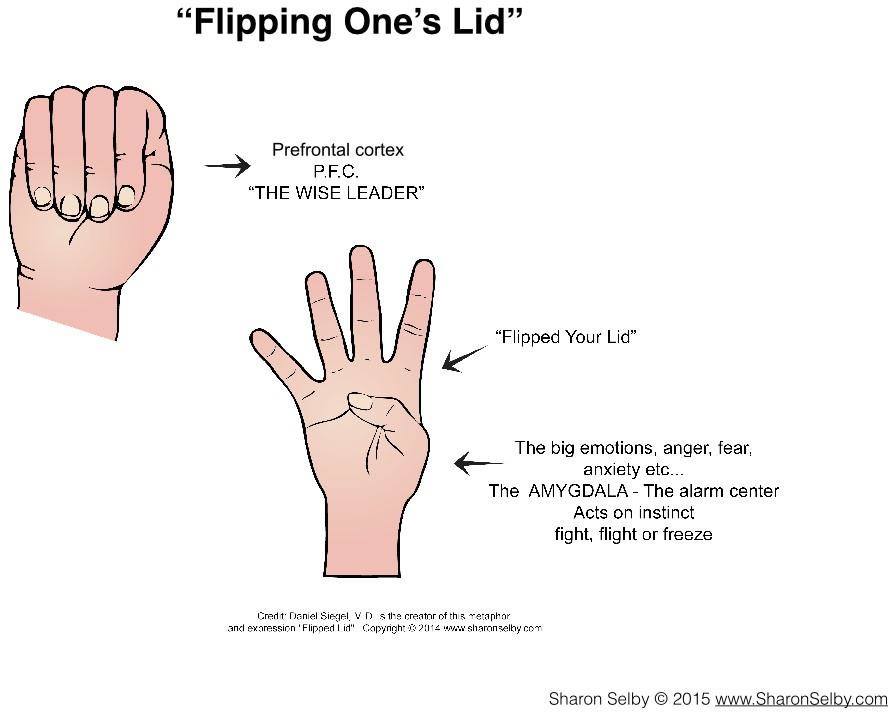 “Flipping One’s Lid”
Prefrontal cortex
P.F.C.
“THE WISE LEADER”
“Flipped Your Lid”
The big emotions, anger, fear,
anxiety etc...
The AMYGDALA - The alarm center
Acts on instinct
fight, flight or freeze
Credit: Daniel Siegel, M.D. is the creator of this metaphor
and expression "Flipped Lid" Copyright © 2014 www.sharonselby.com
Sharon Selby © 2015 www.SharonSelby.com